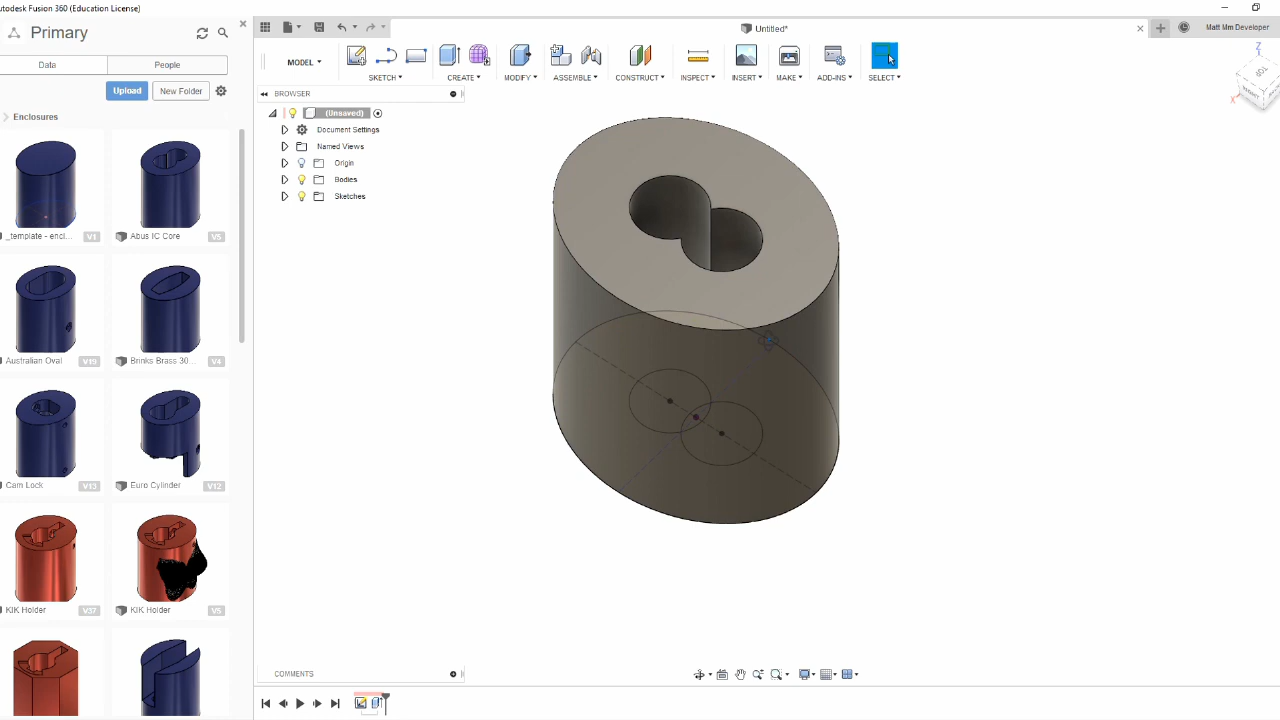 Autodesk Fusion 360 (Education License)
Primary
Untitled*
Matt Mm Developer
Data
People
Upload
New Folder
Enclosures
_template - encl...
V1
Abus IC Core
V5
Australian Oval
V19
Brinks Brass 30...
V4
Cam Lock
V13
Euro Cylinder
V12
KIK Holder
V37
KIK Holder
V5
MODEL
SKETCH
CREATE
MODIFY
ASSEMBLE
CONSTRUCT
INSPECT
INSERT
MAKE
ADD-INS
SELECT
BROWSER
(Unsaved)
Document Settings
Named Views
Origin
Bodies
Sketches
Z
TOP
RIGHT
X
COMMENTS